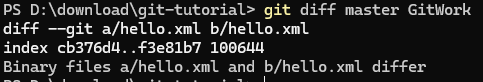 PS D:\download\git-tutorial> git diff master GitWork
diff --git a/hello.xml b/hello.xml
index cb376d4..f3e81b7 100644
Binary files a/hello.xml and b/hello.xml differ